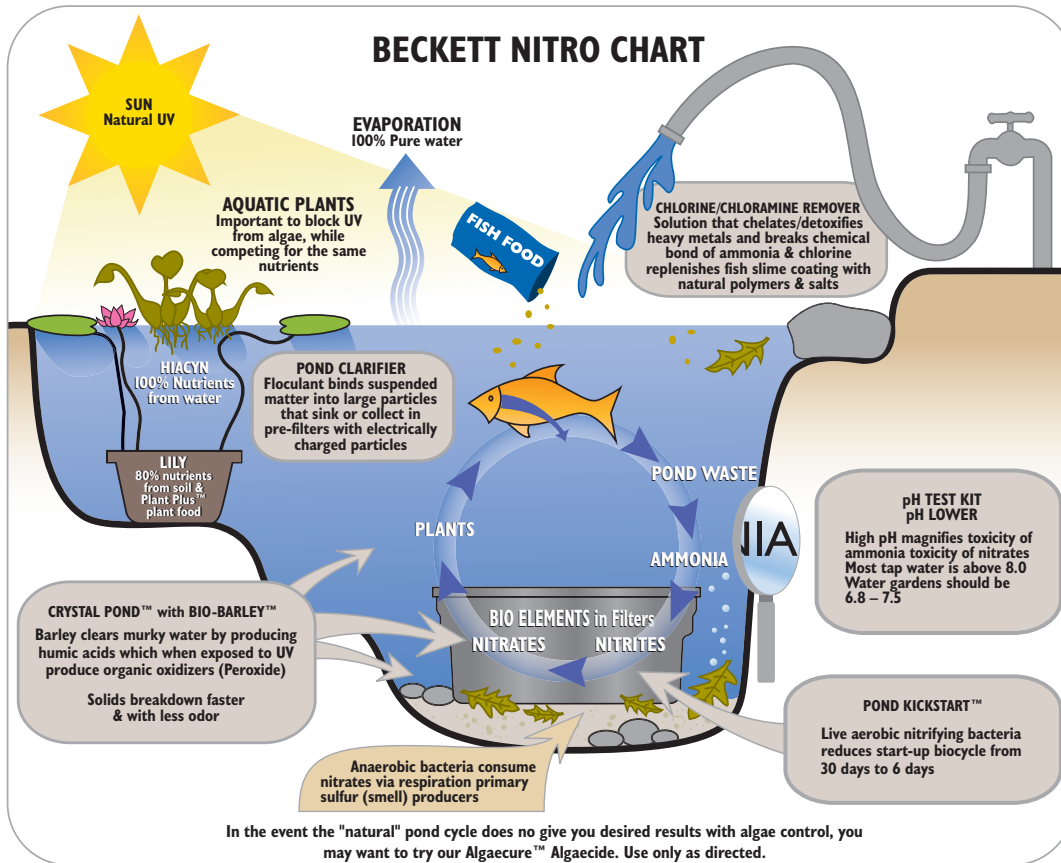 BECKETT NITRO CHART
SUN
Natural UV
EVAPORATION
100% Pure water
AQUATIC PLANTS
Important to block UV
from algae, while
competing for the same
nutrients
FISH FOOD
CHLORINE/CHLORAMINE REMOVER
Solution that chelates/detoxifies
heavy metals and breaks chemical
bond of ammonia & chlorine
replenishes fish slime coating with
natural polymers & salts
HIACYN
100% Nutrients
from water
POND CLARIFIER
Floculant binds suspended
matter into large particles
that sink or collect in
pre-filters with electrically
charged particles
LILY
80% nutrients
from soil &
Plant Plus™
plant food
POND WASTE
PLANTS
AMMONIA
NIA
pH TEST KIT
pH LOWER
High pH magnifies toxicity of
ammonia toxicity of nitrates
Most tap water is above 8.0
Water gardens should be
6.8 – 7.5
BIO ELEMENTS in Filters
NITRATES
NITRITES
CRYSTAL POND™ with BIO-BARLEY™
Barley clears murky water by producing
humic acids which when exposed to UV
produce organic oxidizers (Peroxide)
Solids breakdown faster
& with less odor
POND KICKSTART™
Live aerobic nitrifying bacteria
reduces start-up biocycle from
30 days to 6 days
Anaerobic bacteria consume
nitrates via respiration primary
sulfur (smell) producers
In the event the "natural" pond cycle does no give you desired results with algae control, you
may want to try our Algaecure™ Algaecide. Use only as directed.